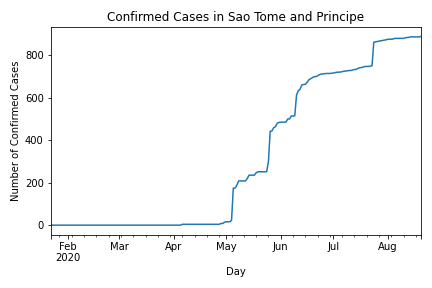 Confirmed Cases in Sao Tome and Principe
Number of Confirmed Cases
800
600
400
200
0
Feb Mar Apr May Jun Jul Aug
2020
Day